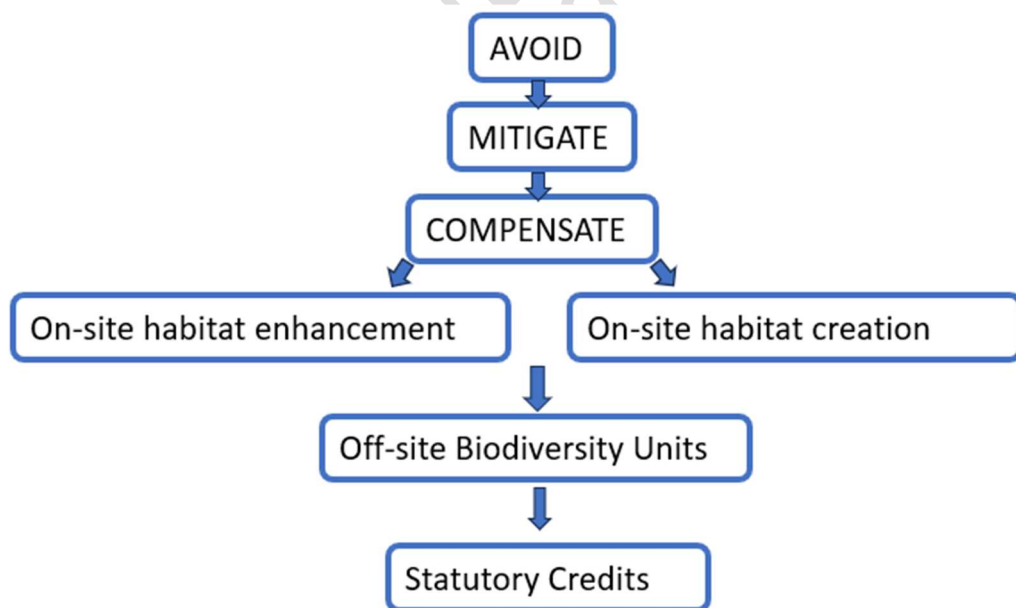 AVOID
MITIGATE
COMPENSATE
On-site habitat enhancement
On-site habitat creation
Off-site Biodiversity Units
Statutory Credits